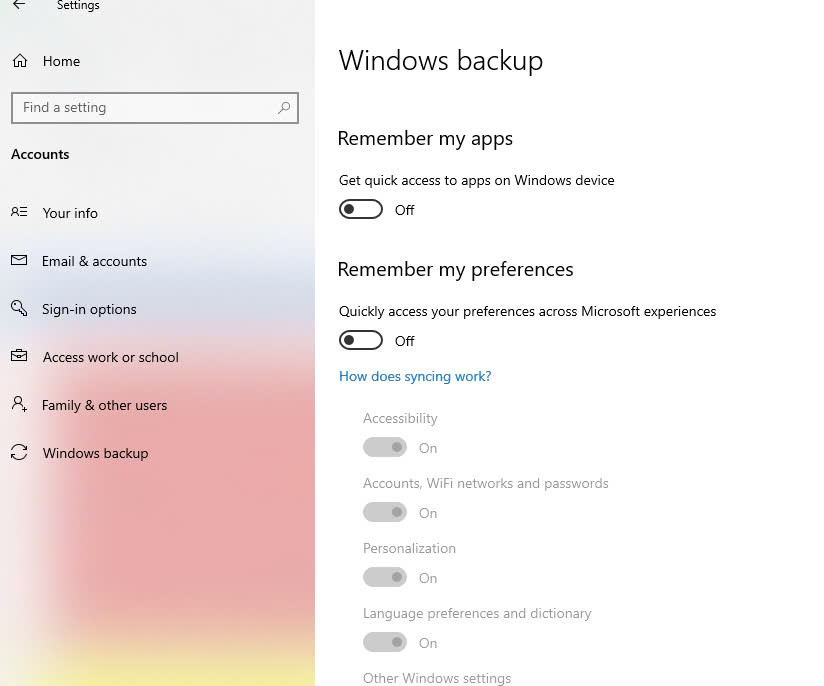 Settings
Home
Find a setting
Accounts
Your info
Email & accounts
Sign-in options
Access work or school
Family & other users
Windows backup
Windows backup
Remember my apps
Get quick access to apps on Windows device
Off
Remember my preferences
Quickly access your preferences across Microsoft experiences
Off
How does syncing work?
Accessibility
On
Accounts, WiFi networks and passwords
On
Personalization
On
Language preferences and dictionary
On
Other Windows settings